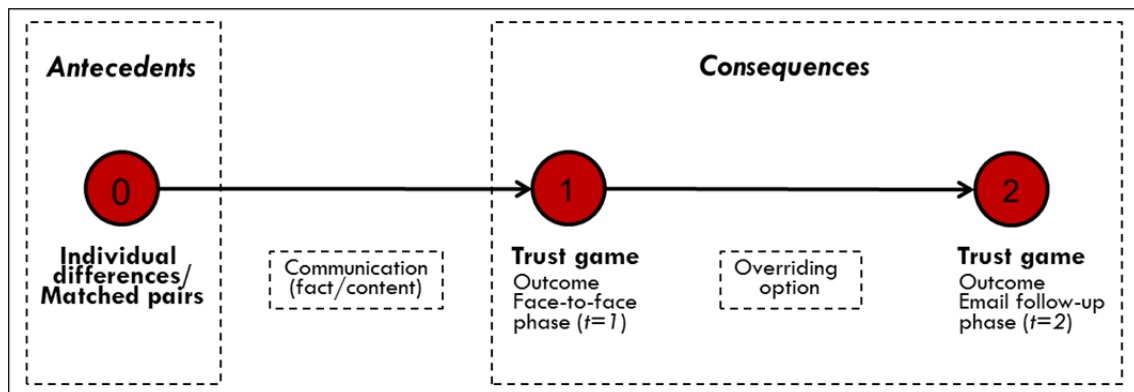 Antecedents
Consequences
0
1
2
Individual
differences/
Matched pairs
Communication
(fact/content)
Trust game
Outcome
Face-to-face
phase (t=1)
Overriding
option
Trust game
Outcome
Email follow-up
phase (t=2)